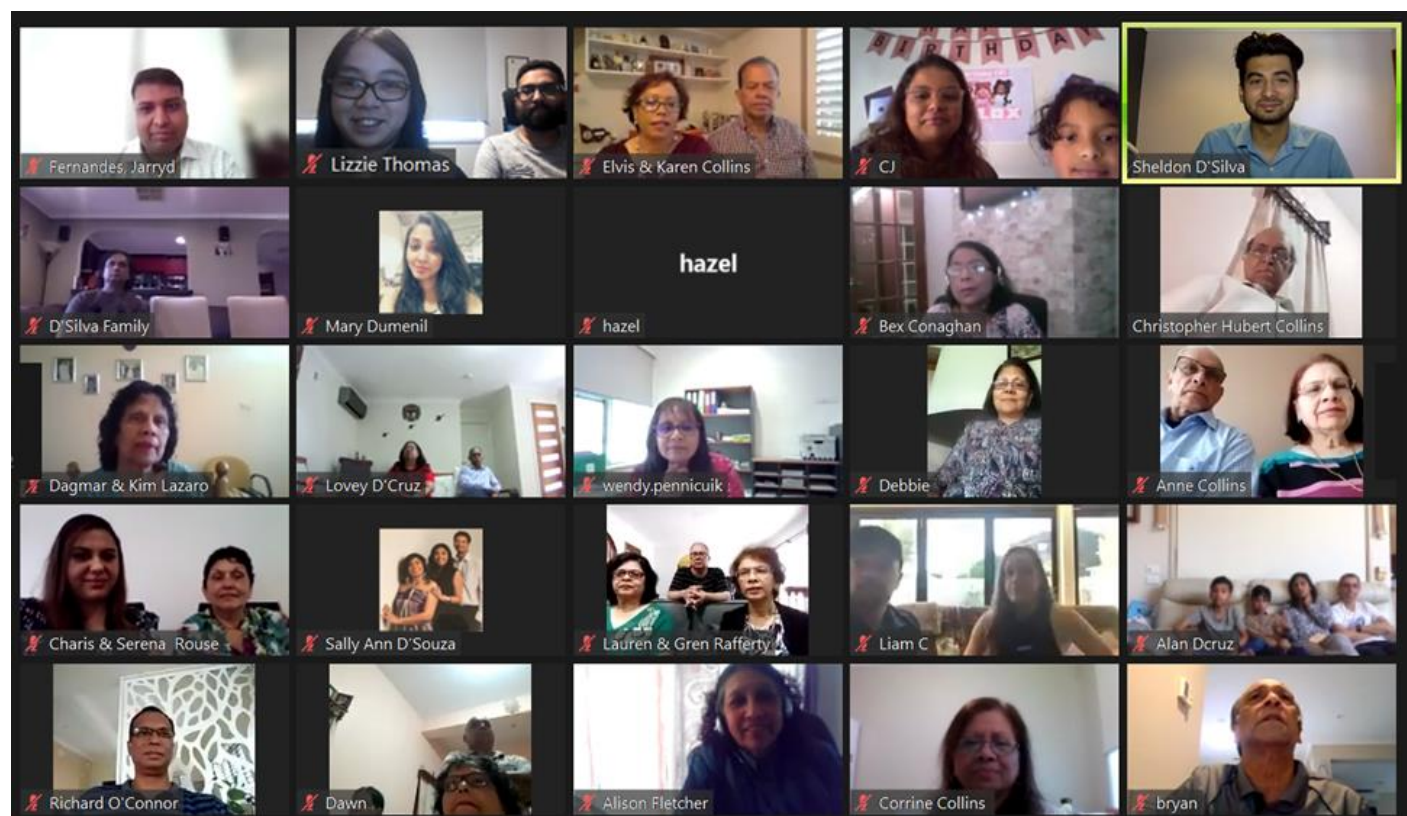 BIRTHDAY
Fernandes, Jarryd
Lizzie Thomas
Elvis & Karen Collins
CJ
Sheldon D'Silva
D'Silva Family
Mary Dumenil
hazel
hazel
Bex Conaghan
Christopher Hubert Collins
Dagmar & Kim Lazaro
Lovey D'Cruz
wendy.pennicuik
Debbie
Anne Collins
Charis & Serena Rouse
Sally Ann D'Souza
Lauren & Gren Rafferty
Liam C
Alan Dcruz
Richard O'Connor
Dawn
Alison Fletcher
Corrine Collins
bryan